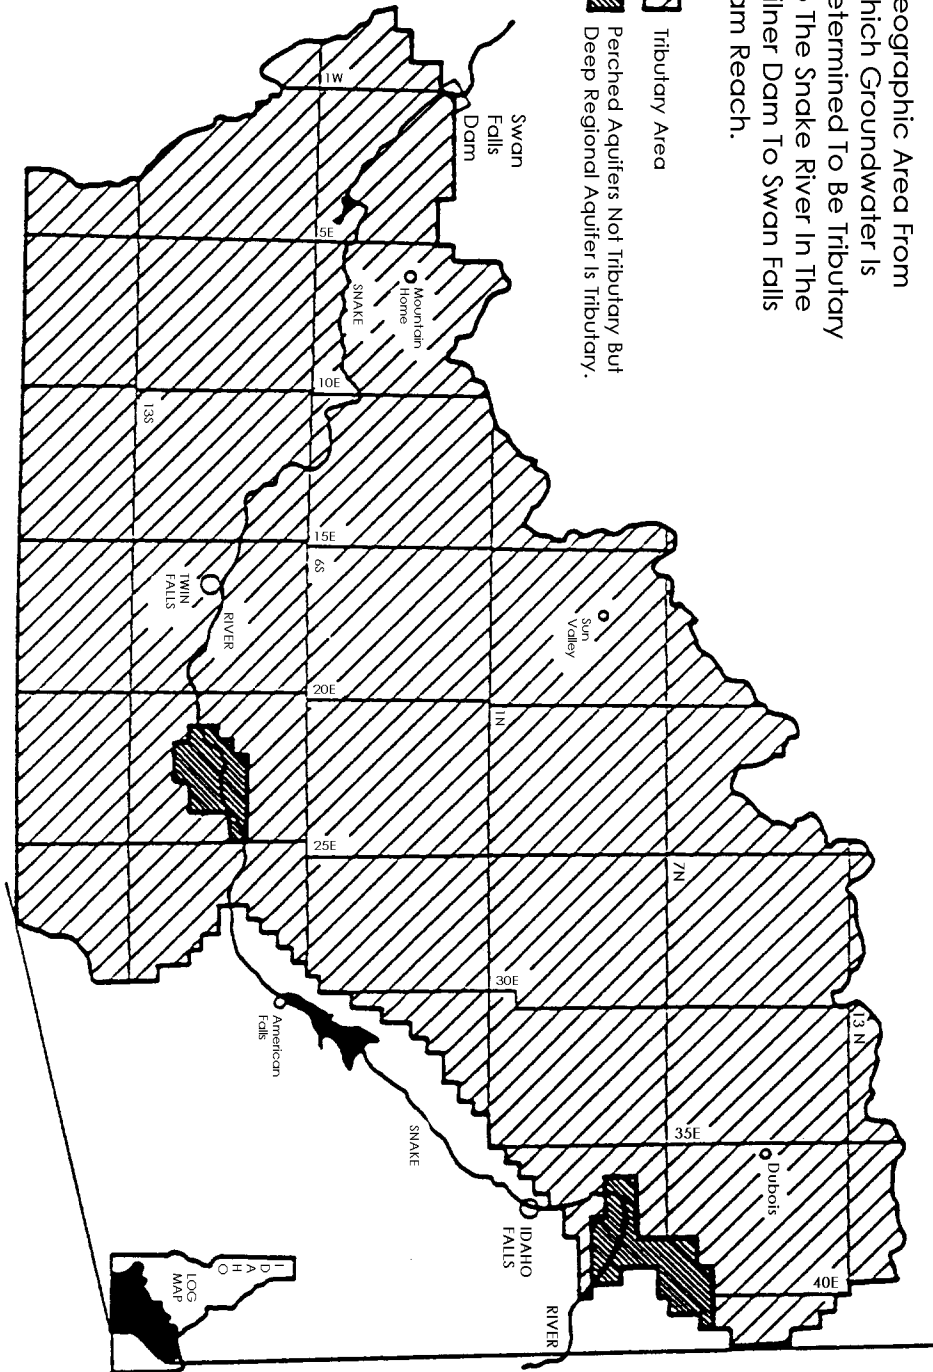 eographic Area From
hich Groundwater Is
etermined To Be Tributary
The Snake River In The
ilner Dam To Swan Falls
am Reach.
Tributary Area
Perched Aquifers Not Tributary But
Deep Regional Aquifer Is Tributary.
Swan
Falls
Dam
1W
5E
Mountain
Home
SNAKE
10E
13S
15E
6S
TWIN
FALLS
RIVER
Sun
Valley
20E
1N
25E
7N
30E
13 N
American
Falls
SNAKE
35E
Dubois
IDAHO
FALLS
40E
RIVER
IDAHO
LOG
MAP